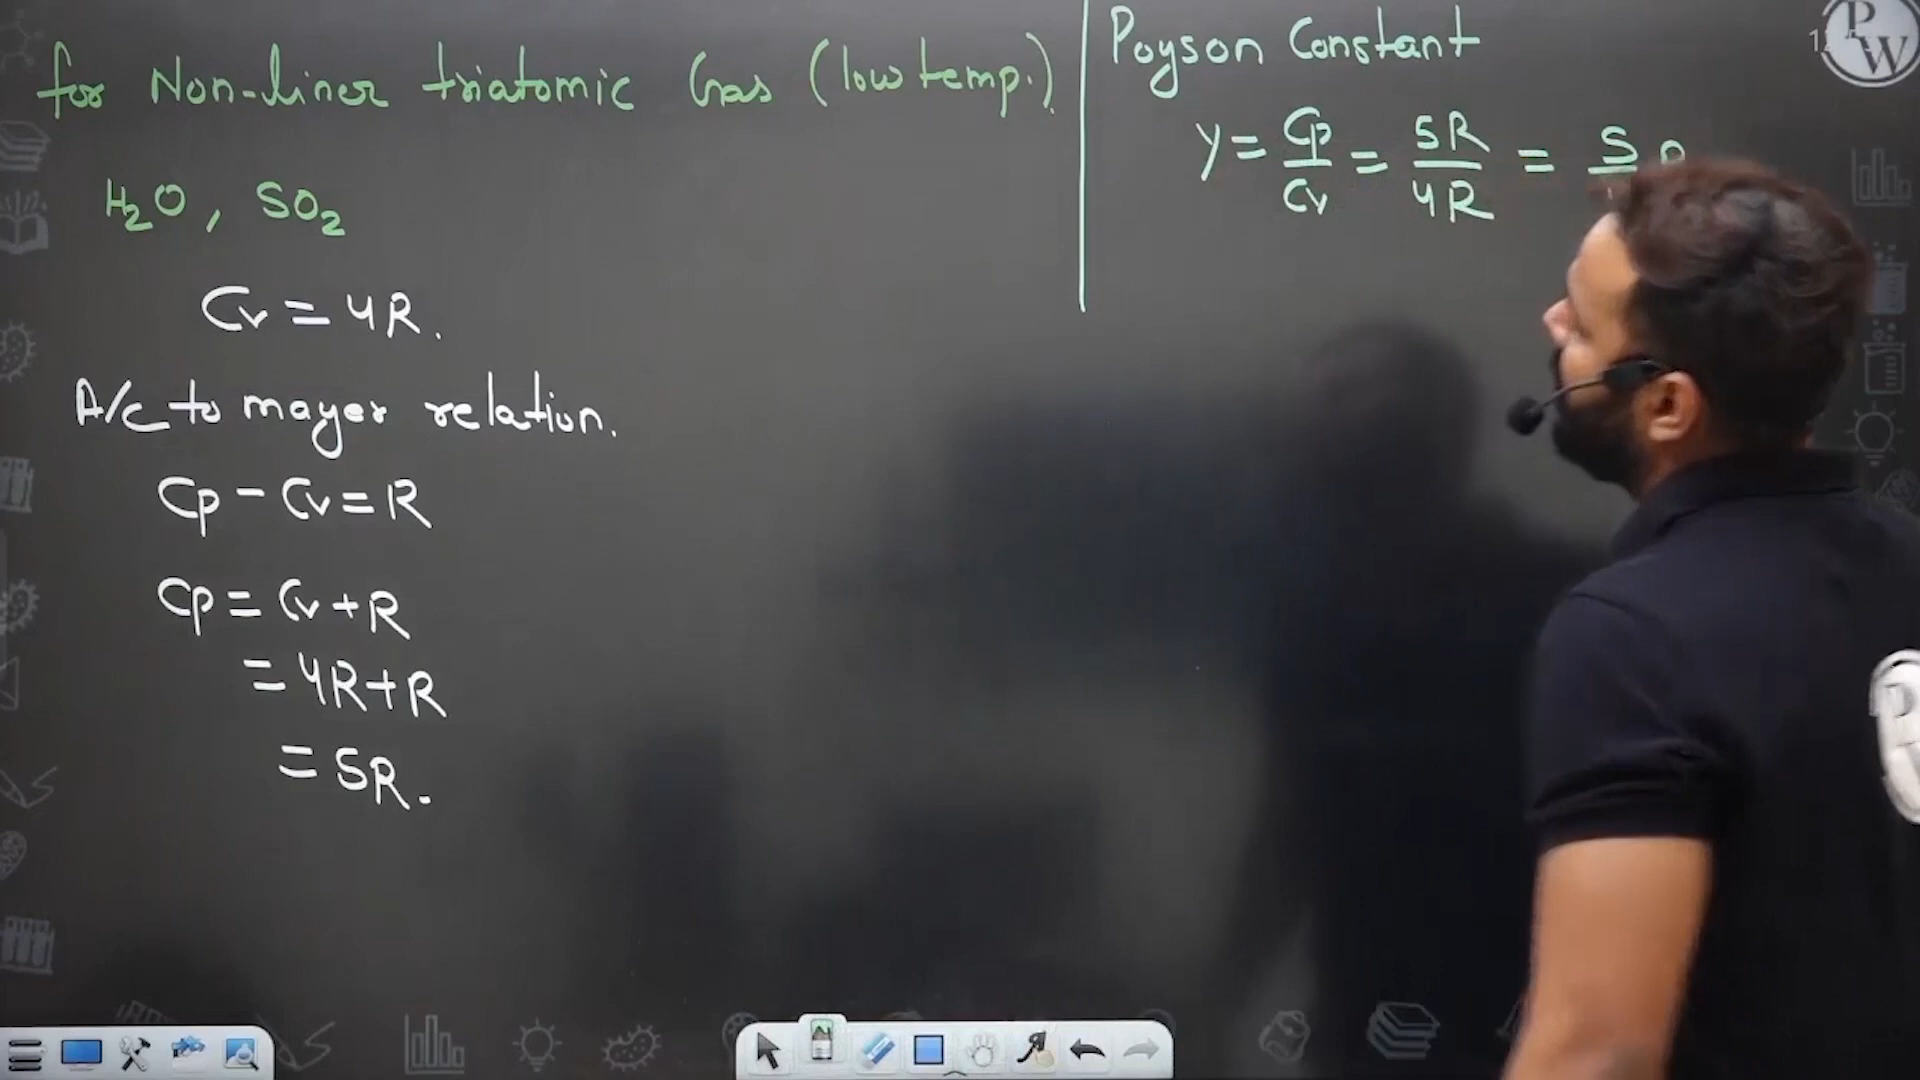 for Non-liner triatomic Gas (low temp.)
H₂O, SO₂
Cv = 4R.
A/c to mayer relation.
Cp - Cv = R
Cp = Cv + R
= 4R + R
= 5R.
Poyson Constant
γ = Cp/Cv = 5R/4R = 5
PW